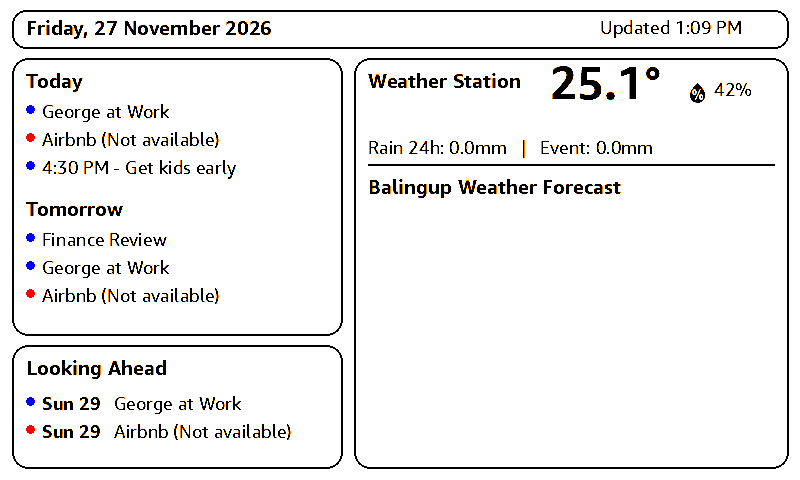 Friday, 27 November 2026
Updated 1:09 PM
Today
George at Work
Airbnb (Not available)
4:30 PM - Get kids early
Tomorrow
Finance Review
George at Work
Airbnb (Not available)
Looking Ahead
Sun 29 George at Work
Sun 29 Airbnb (Not available)
Weather Station 25.1° % 42%
Rain 24h: 0.0mm | Event: 0.0mm
Balingup Weather Forecast